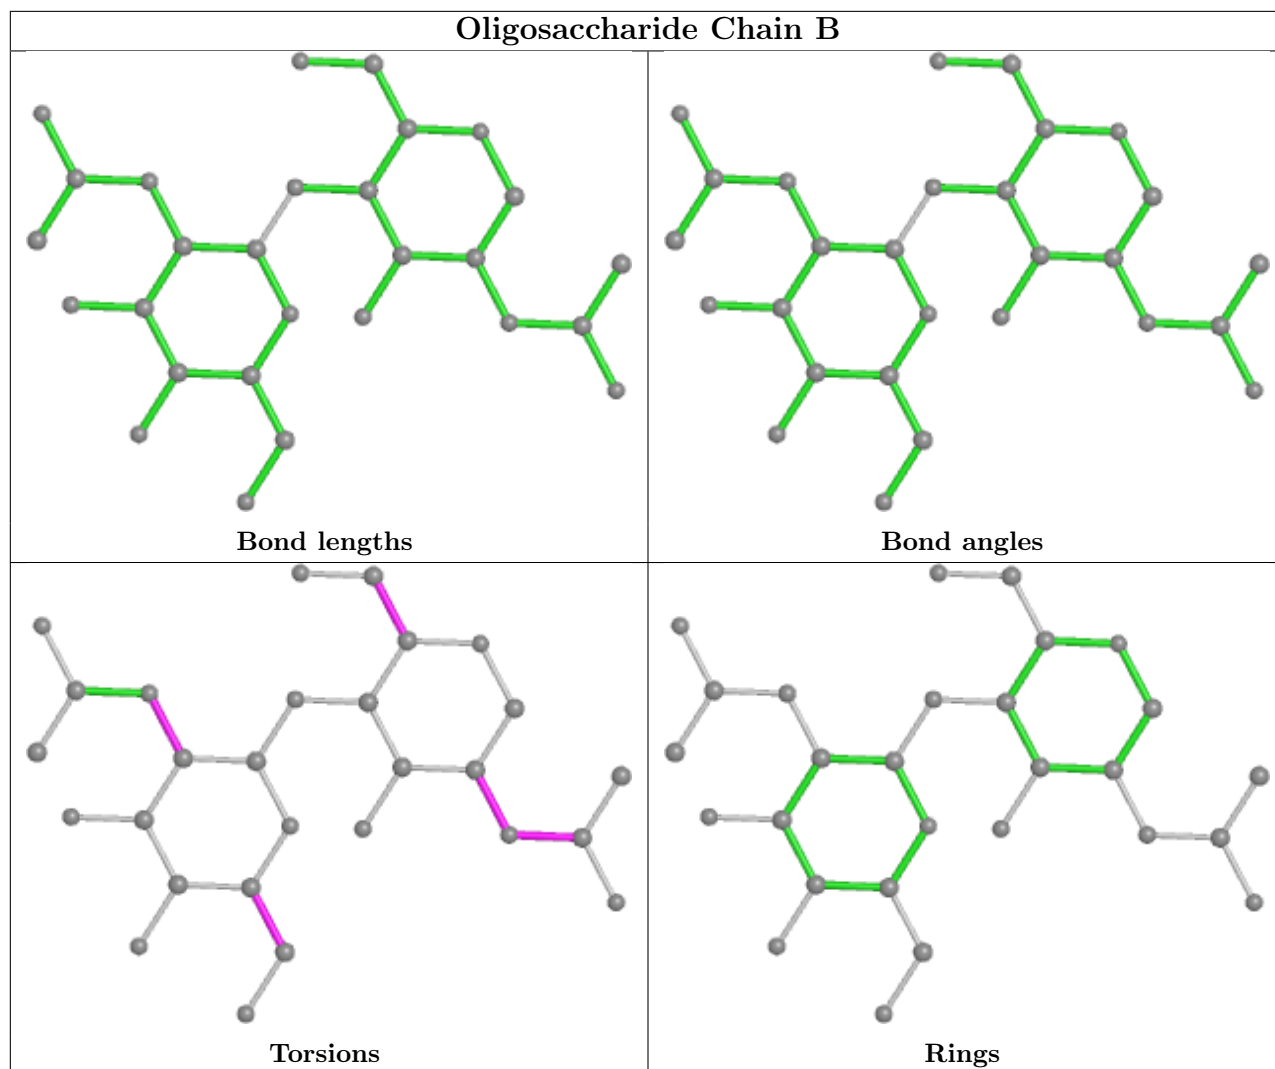 Oligosaccharide Chain B
Bond lengths
Bond angles
Torsions
Rings